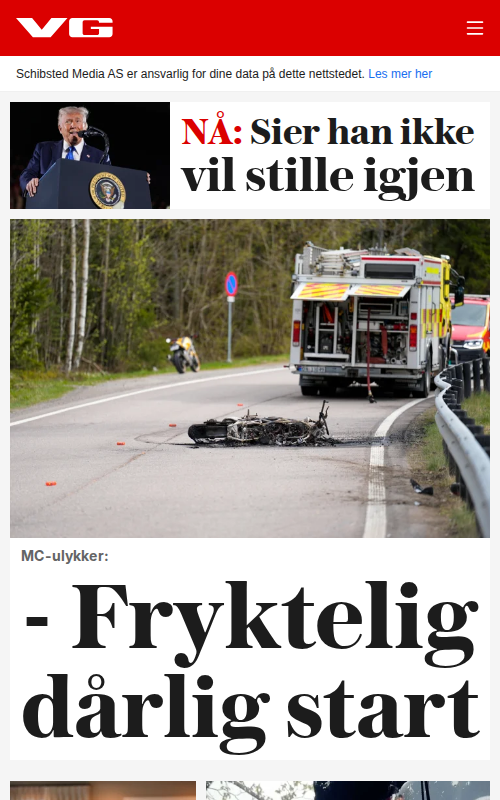 VG
Schibsted Media AS er ansvarlig for dine data på dette nettstedet. Les mer her
NÅ: Sier han ikke
vil stille igjen
MC-ulykker:
- Fryktelig
dårlig start